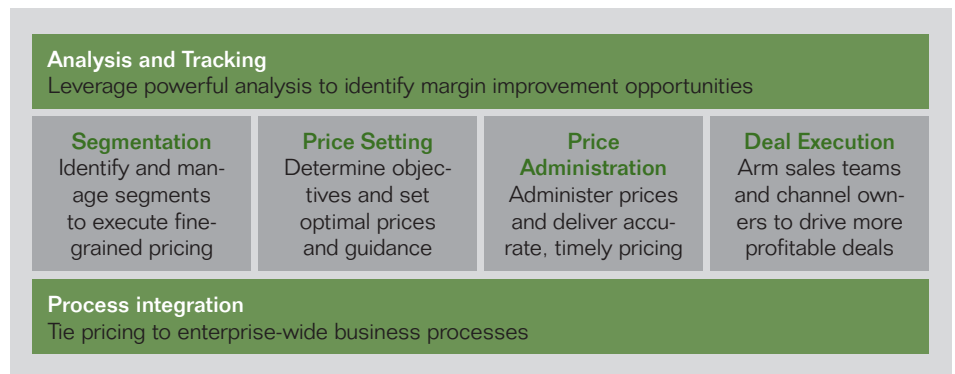 Analysis and Tracking
Leverage powerful analysis to identify margin improvement opportunities
Segmentation
Identify and man-
age segments
to execute fine-
grained pricing
Price Setting
Determine objec-
tives and set
optimal prices
and guidance
Price
Administration
Administer prices
and deliver accu-
rate, timely pricing
Deal Execution
Arm sales teams
and channel own-
ers to drive more
profitable deals
Process integration
Tie pricing to enterprise-wide business processes